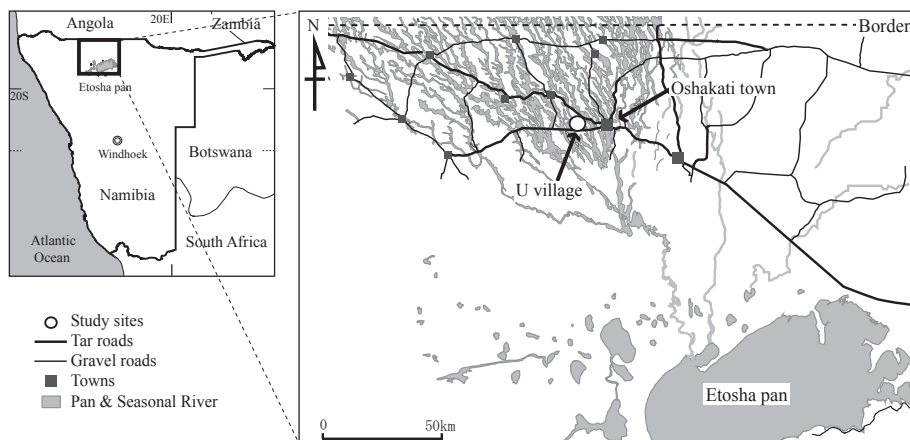 Angola
20E
Zambia
Etosha pan
20S
Windhoek
Botswana
Namibia
Atlantic
Ocean
South Africa
Study sites
Tar roads
Gravel roads
Towns
Pan & Seasonal River
N
Border
Oshakati town
U village
Etosha pan
0
50km